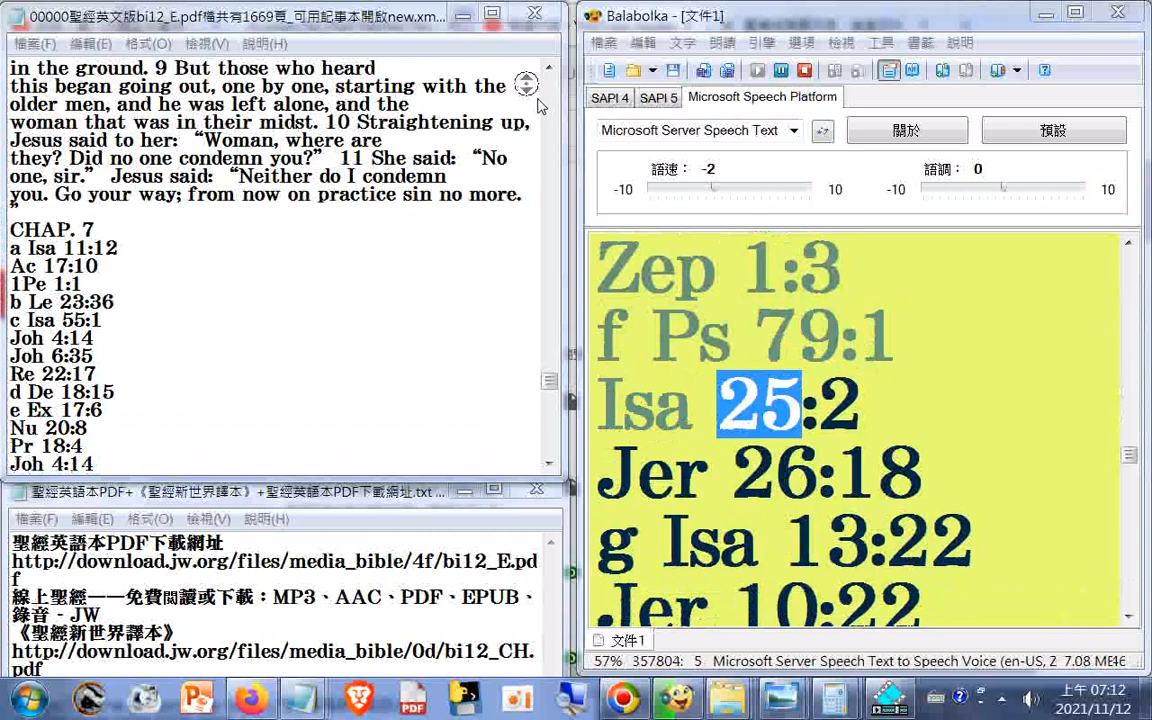 00000聖經英文版bi12_E.pdf檔共有1669頁_可用記事本開啟new.xm...
檔案(F) 編輯(E) 格式(O) 檢視(V) 說明(H)
in the ground. 9 But those who heard
this began going out, one by one, starting with the
older men, and he was left alone, and the
woman that was in their midst. 10 Straightening up,
Jesus said to her: “Woman, where are
they? Did no one condemn you?” 11 She said: “No
one, sir.” Jesus said: “Neither do I condemn
you. Go your way; from now on practice sin no more.
”
CHAP. 7
a Isa 11:12
Ac 17:10
1Pe 1:1
b Le 23:36
c Isa 55:1
Joh 4:14
Joh 6:35
Re 22:17
d De 18:15
e Ex 17:6
Nu 20:8
Pr 18:4
Joh 4:14
聖經英語本PDF+《聖經新世界譯本》+聖經英語本PDF下載網址.txt ...
檔案(F) 編輯(E) 格式(O) 檢視(V) 說明(H)
聖經英語本PDF下載網址
http://download.jw.org/files/media_bible/4f/bi12_E.pd
f
線上聖經——免費閱讀或下載：MP3、AAC、PDF、EPUB、
錄音 - JW
《聖經新世界譯本》
http://download.jw.org/files/media_bible/0d/bi12_CH.
pdf
Balabolka - [文件1]
檔案 編輯 文字 朗讀 引擎 選項 檢視 工具 書籤 說明
SAPI 4 SAPI 5 Microsoft Speech Platform
Microsoft Server Speech Text 關於 預設
語速： -2 語調： 0
-10 10 -10 10
Zep 1:3
f Ps 79:1
Isa 25:2
Jer 26:18
g Isa 13:22
Jer 10:22
文件1
57% 357804: 5 Microsoft Server Speech Text to Speech Voice (en-US, Z 7.08 ME46
PDF
上午 07:12
2021/11/12